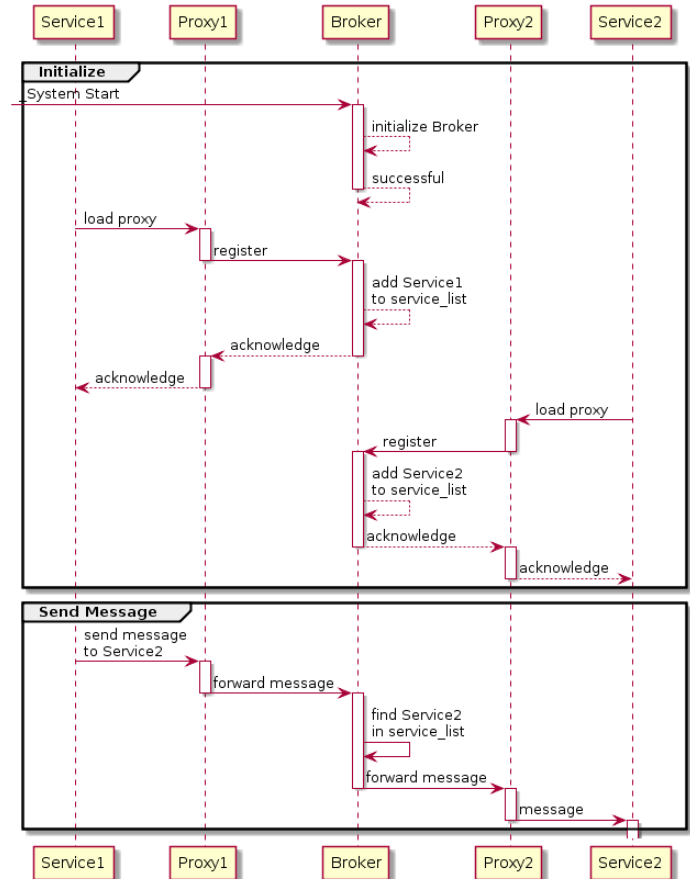 Service1 Proxy1 Broker Proxy2 Service2
Initialize
_System Start
initialize Broker
successful
load proxy
register
add Service1
to service_list
acknowledge
acknowledge
load proxy
register
add Service2
to service_list
acknowledge
acknowledge
Send Message
send message
to Service2
forward message
find Service2
in service_list
forward message
message
Service1 Proxy1 Broker Proxy2 Service2